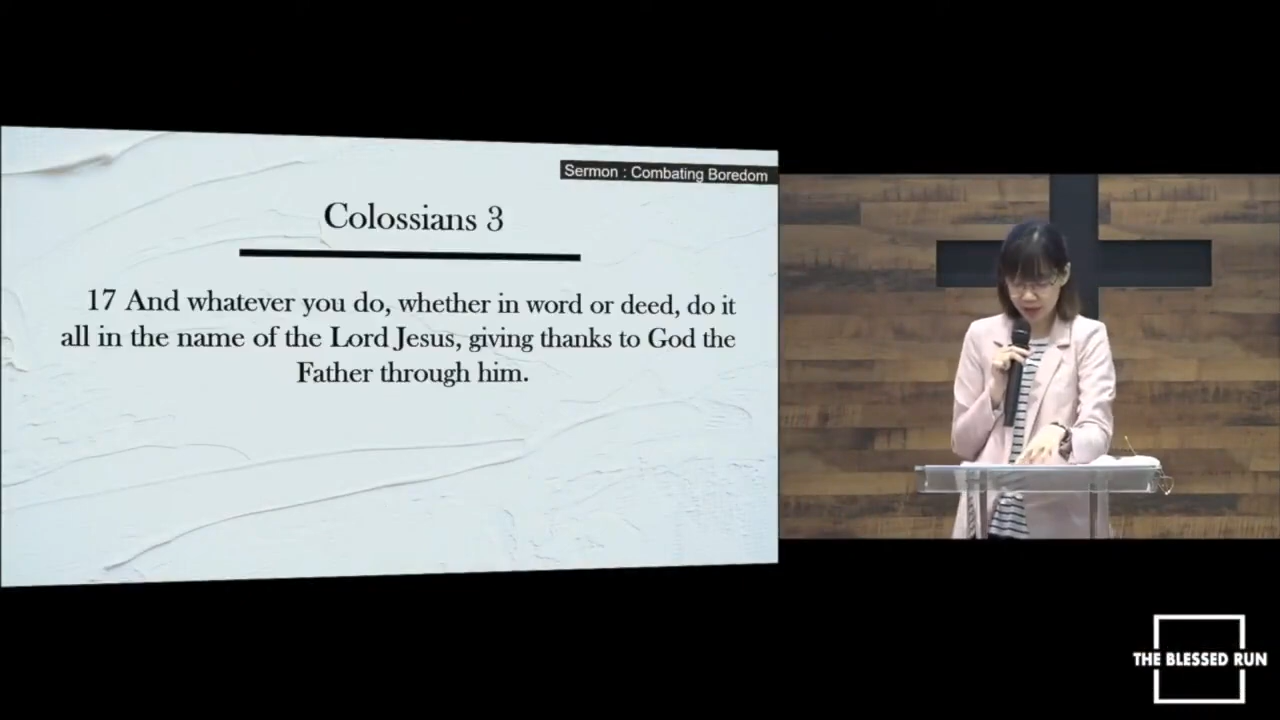 Sermon : Combating Boredom
Colossians 3
17 And whatever you do, whether in word or deed, do it
all in the name of the Lord Jesus, giving thanks to God the
Father through him.
THE BLESSED RUN